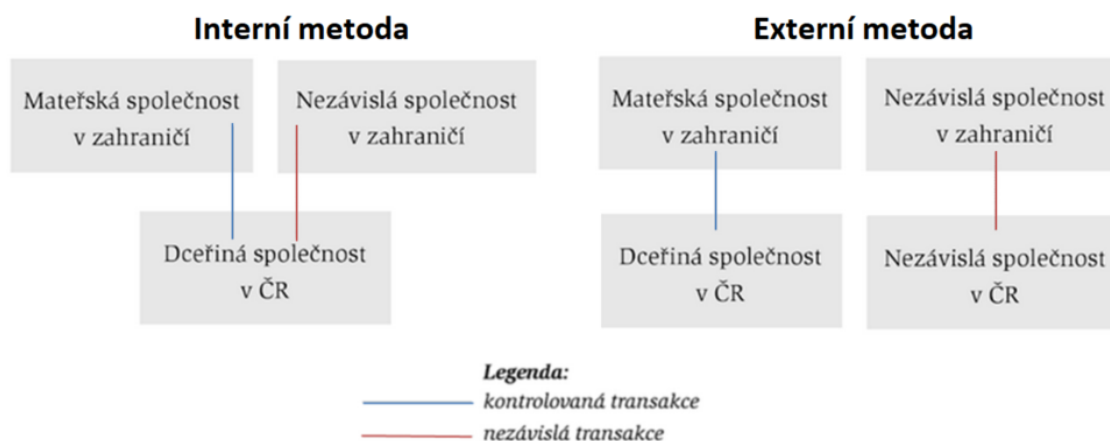 Interní metoda
Mateřská společnost
v zahraničí
Nezávislá společnost
v zahraničí
Dceřiná společnost
v ČR
Externí metoda
Mateřská společnost
v zahraničí
Nezávislá společnost
v zahraničí
Dceřiná společnost
v ČR
Nezávislá společnost
v ČR
Legenda:
kontrolovaná transakce
nezávislá transakce